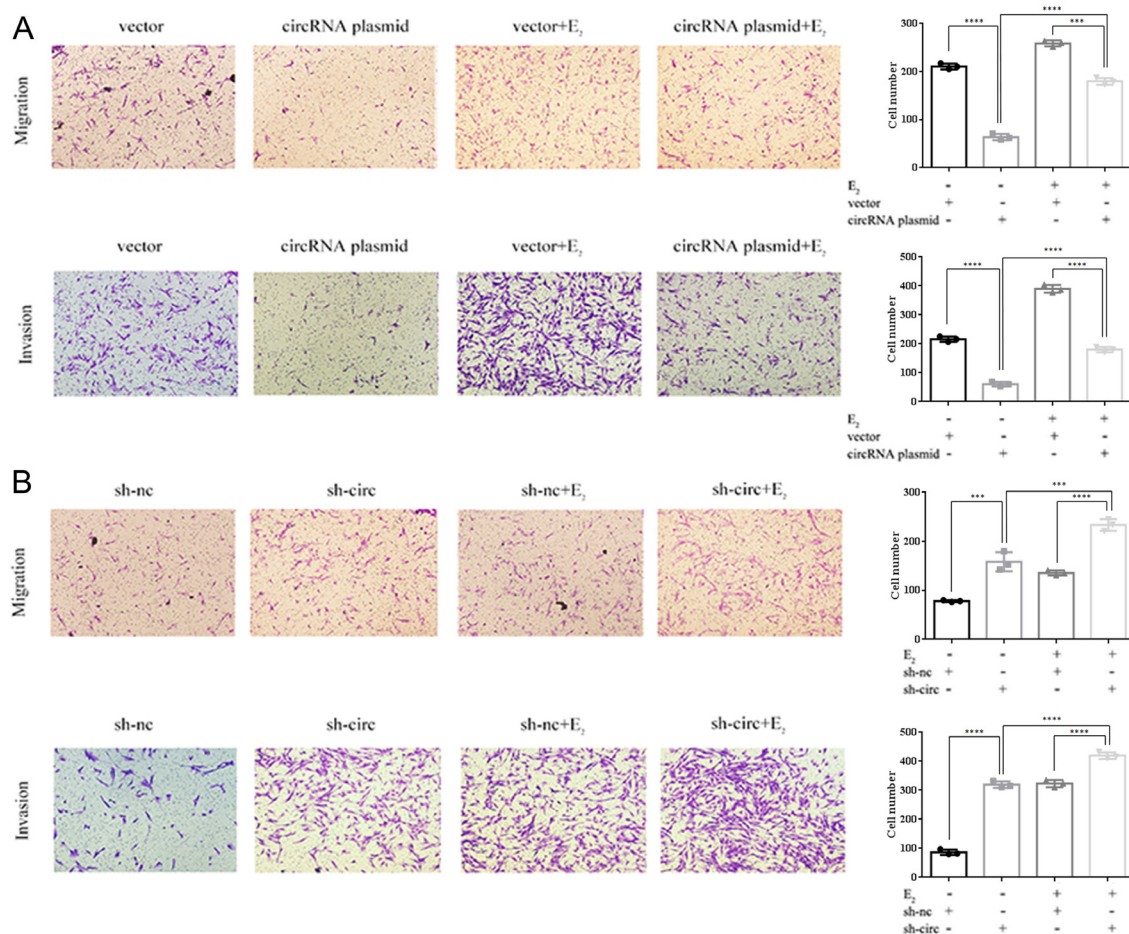 A
vector circRNA plasmid vector+E₂ circRNA plasmid+E₂
Migration
**** **** ***
Cell number
300
200
100
0
E₂ - - + +
vector + - + -
circRNA plasmid - + - +
vector circRNA plasmid vector+E₂ circRNA plasmid+E₂
Invasion
**** **** ****
Cell number
500
400
300
200
100
0
E₂ - - + +
vector + - + -
circRNA plasmid - + - +
B
sh-nc sh-circ sh-nc+E₂ sh-circ+E₂
Migration
*** *** ****
Cell number
300
200
100
0
E₂ - - + +
sh-nc + - + -
sh-circ - + - +
sh-nc sh-circ sh-nc+E₂ sh-circ+E₂
Invasion
**** **** ****
Cell number
500
400
300
200
100
0
E₂ - - + +
sh-nc + - + -
sh-circ - + - +